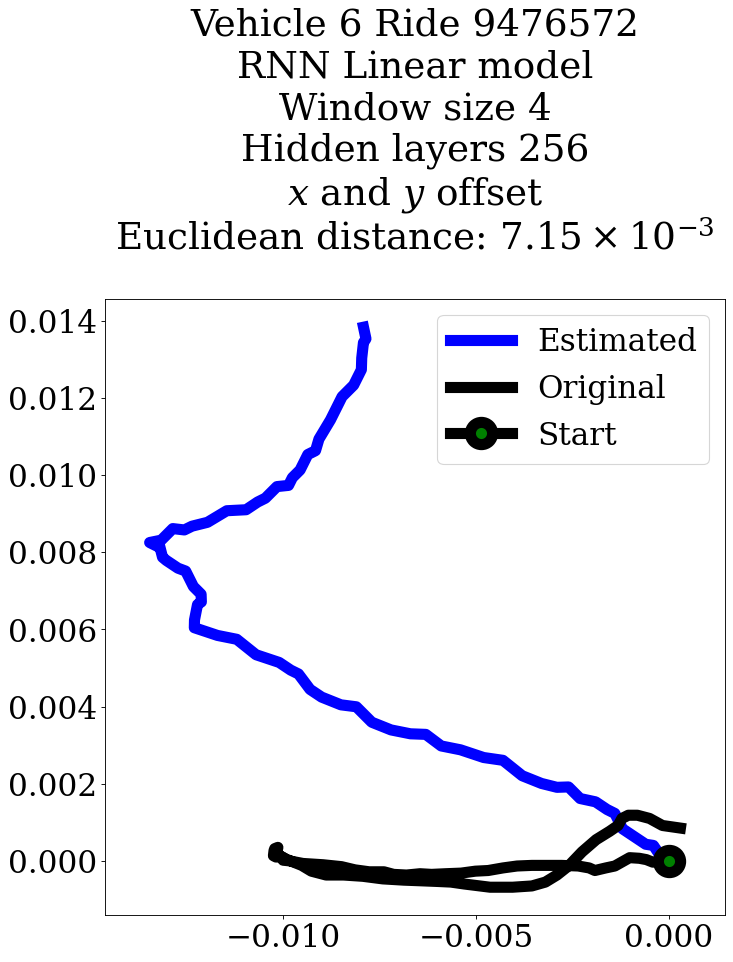 Vehicle 6 Ride 9476572
RNN Linear model
Window size 4
Hidden layers 256
x and y offset
Euclidean distance: 7.15 × 10⁻³
Estimated
Original
Start
0.014
0.012
0.010
0.008
0.006
0.004
0.002
0.000
−0.010 −0.005 0.000